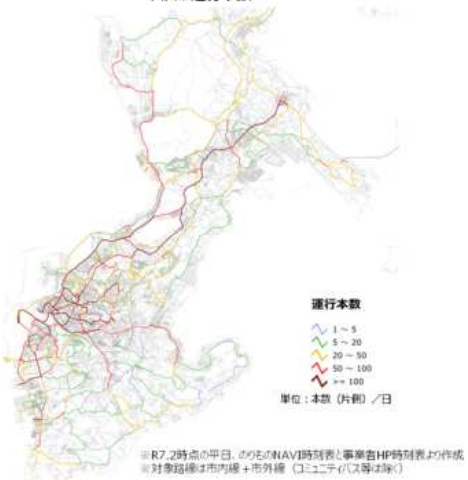 運行本数
1 ~ 5
5 ~ 20
20 ~ 50
50 ~ 100
>= 100
単位：本数（片側）／日
※R7.2時点の平日、のりものNAVI時刻表と事業者HP時刻表より作成
※対象路線は市内線＋市外線（コミュニティバス等は除く）